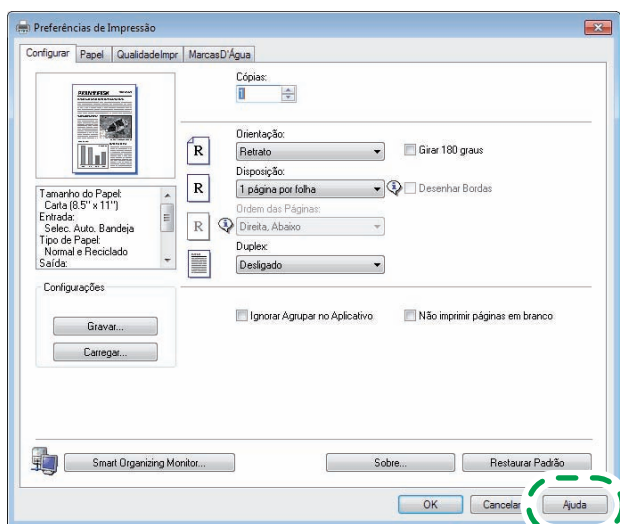 Preferências de Impressão
Configurar Papel QualidadeImpr MarcasD'Água
Cópias:
1
Orientação:
Retrato
Girar 180 graus
Disposição:
1 página por folha
Desenhar Bordas
Ordem das Páginas:
Direita, Abaixo
Duplex:
Desligado
Tamanho do Papel:
Carta (8.5" x 11")
Entrada:
Selec. Auto. Bandeja
Tipo de Papel:
Normal e Reciclado
Saída:
Configurações
Gravar...
Carregar...
Ignorar Agrupar no Aplicativo
Não imprimir páginas em branco
Smart Organizing Monitor...
Sobre...
Restaurar Padrão
OK
Cancelar
Ajuda
R
R
R